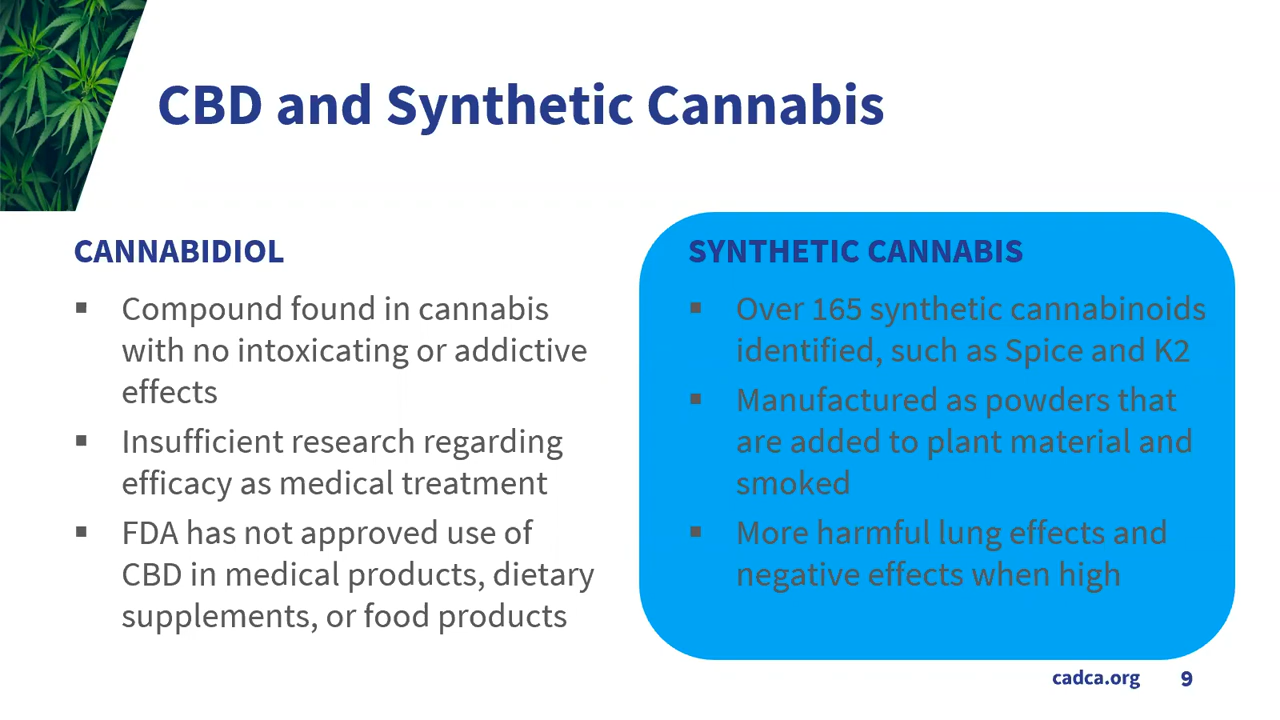 CBD and Synthetic Cannabis
CANNABIDIOL
▪ Compound found in cannabis
with no intoxicating or addictive
effects
▪ Insufficient research regarding
efficacy as medical treatment
▪ FDA has not approved use of
CBD in medical products, dietary
supplements, or food products
SYNTHETIC CANNABIS
▪ Over 165 synthetic cannabinoids
identified, such as Spice and K2
▪ Manufactured as powders that
are added to plant material and
smoked
▪ More harmful lung effects and
negative effects when high
cadca.org 9